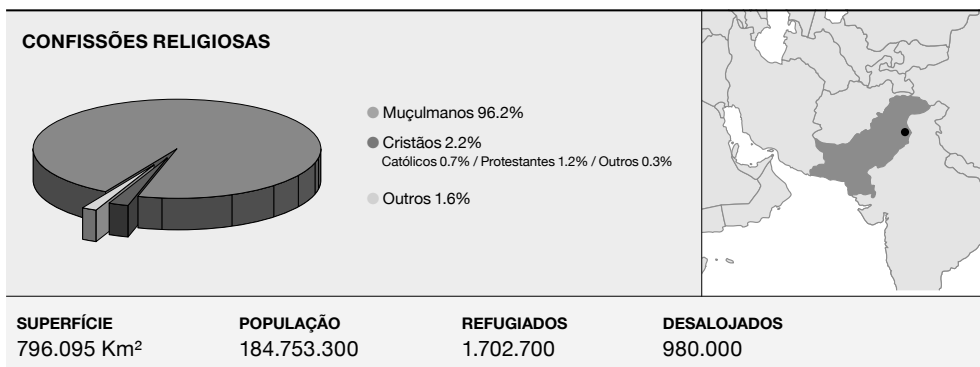 CONFISSÕES RELIGIOSAS
Muçulmanos 96.2%
Cristãos 2.2%
Católicos 0.7% / Protestantes 1.2% / Outros 0.3%
Outros 1.6%
SUPERFÍCIE
796.095 Km²
POPULAÇÃO
184.753.300
REFUGIADOS
1.702.700
DESALOJADOS
980.000